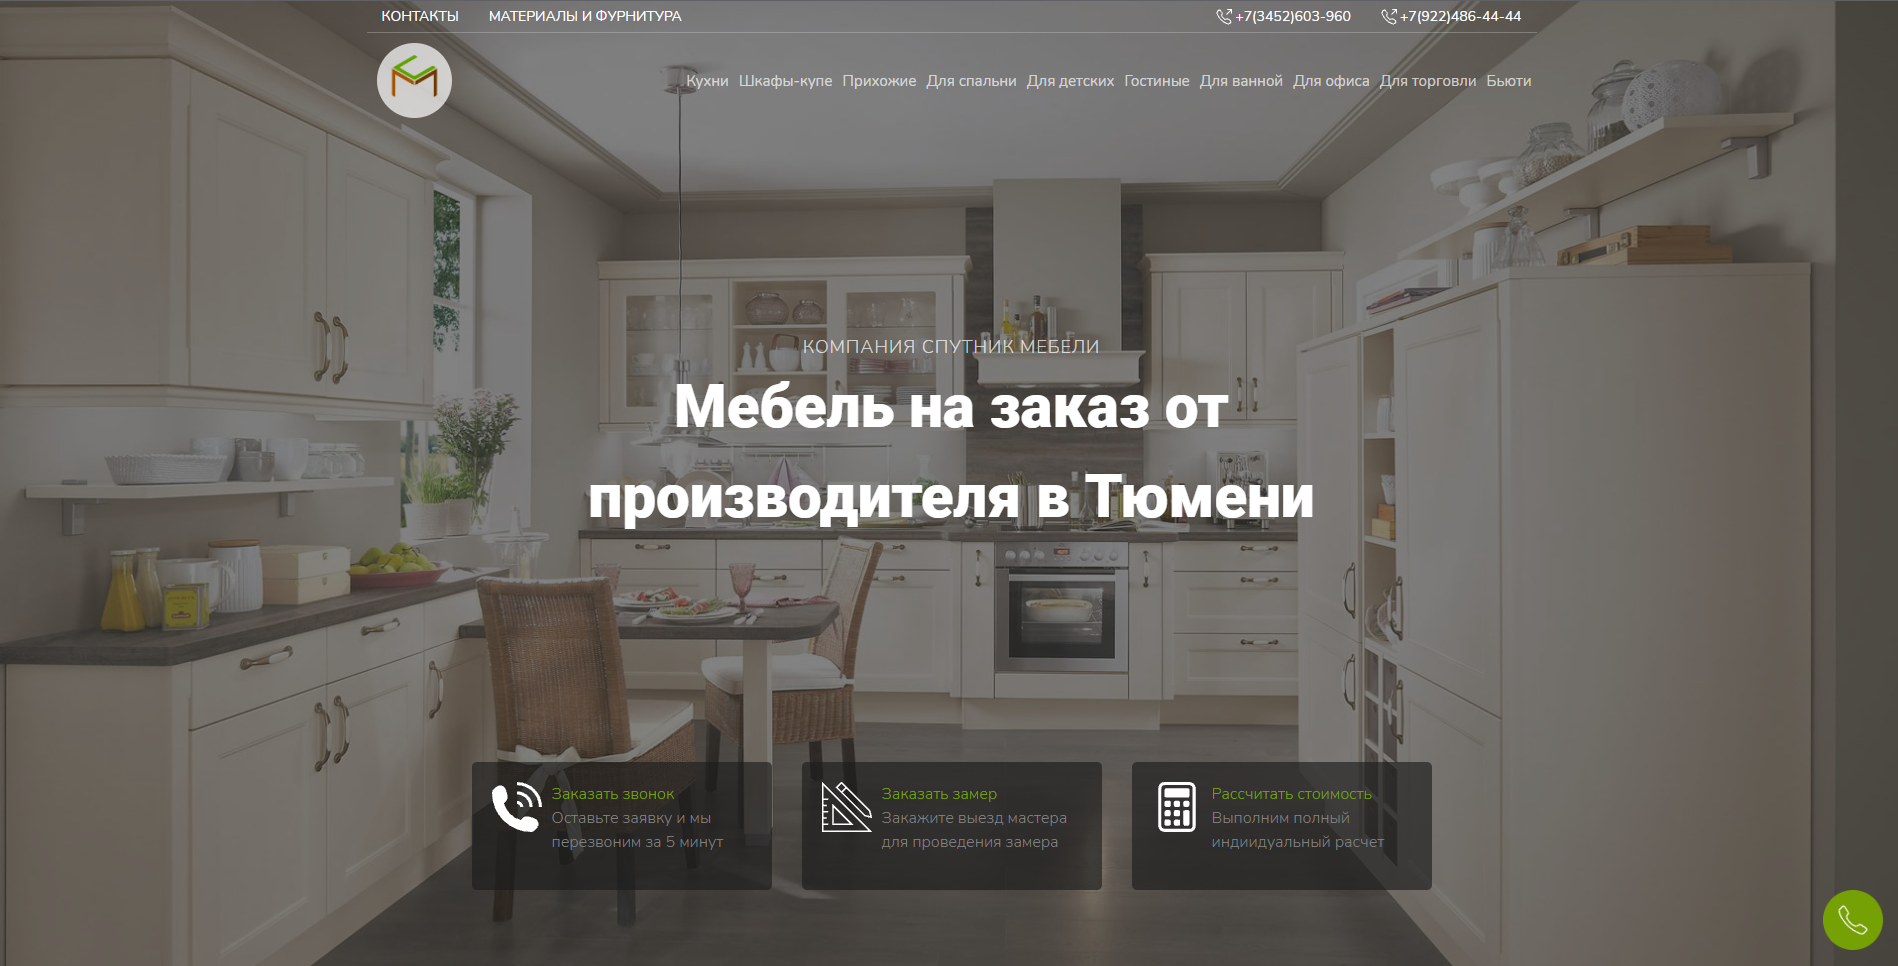 КОНТАКТЫ МАТЕРИАЛЫ И ФУРНИТУРА +7(3452)603-960 +7(922)486-44-44
Кухни Шкафы-купе Прихожие Для спальни Для детских Гостиные Для ванной Для офиса Для торговли Бьюти
КОМПАНИЯ СПУТНИК МЕБЕЛИ
Мебель на заказ от
производителя в Тюмени
Заказать звонок
Оставьте заявку и мы
перезвоним за 5 минут
Заказать замер
Закажите выезд мастера
для проведения замера
Рассчитать стоимость
Выполним полный
индиидуальный расчет